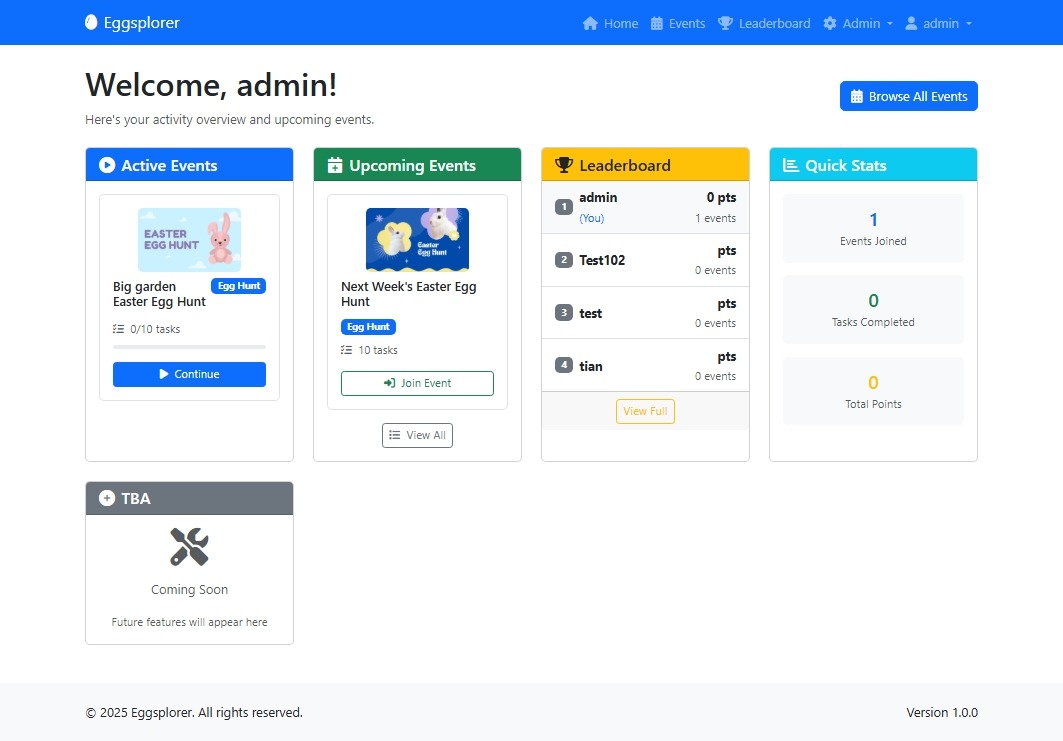 Eggsplorer
Home Events Leaderboard Admin admin
Welcome, admin!
Here's your activity overview and upcoming events.
Browse All Events
Active Events
EASTER
EGG HUNT
Big garden
Easter Egg Hunt
Egg Hunt
0/10 tasks
Continue
Upcoming Events
Easter
Egg Hunt
Next Week's Easter Egg
Hunt
Egg Hunt
10 tasks
Join Event
View All
Leaderboard
1 admin 0 pts
(You) 1 events
2 Test102 pts
0 events
3 test pts
0 events
4 tian pts
0 events
View Full
Quick Stats
1
Events Joined
0
Tasks Completed
0
Total Points
TBA
Coming Soon
Future features will appear here
© 2025 Eggsplorer. All rights reserved.
Version 1.0.0